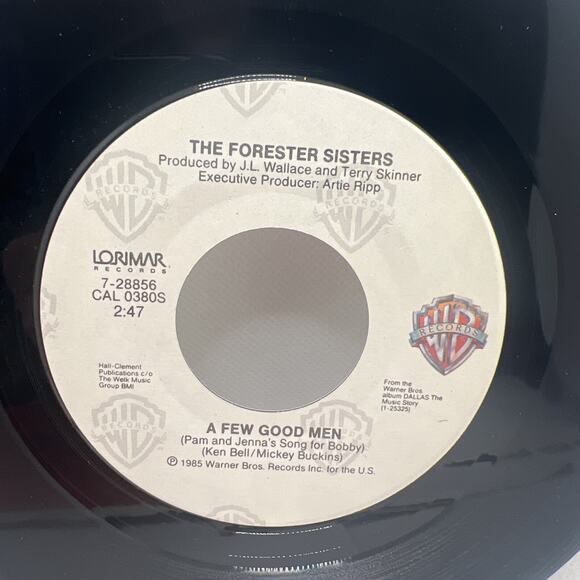 THE FORESTER SISTERS
Produced by J.L. Wallace and Terry Skinner
Executive Producer: Artie Ripp
LORIMAR
RECORDS
7-28856
CAL 0380S
2:47
Hall-Clement
Publications c/o
The Welk Music
Group BMI
RECORDS
From the
Warner Bros.
album DALLAS The
Music Story
(1-25325)
A FEW GOOD MEN
(Pam and Jenna's Song for Bobby)
(Ken Bell/Mickey Buckins)
℗ 1985 Warner Bros. Records Inc. for the U.S.